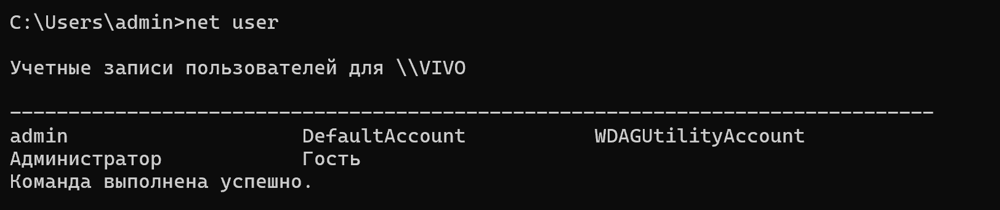 C:\Users\admin>net user
Учетные записи пользователей для \\VIVO
-------------------------------------------------------------------------------
admin                    DefaultAccount           WDAGUtilityAccount
Администратор            Гость
Команда выполнена успешно.